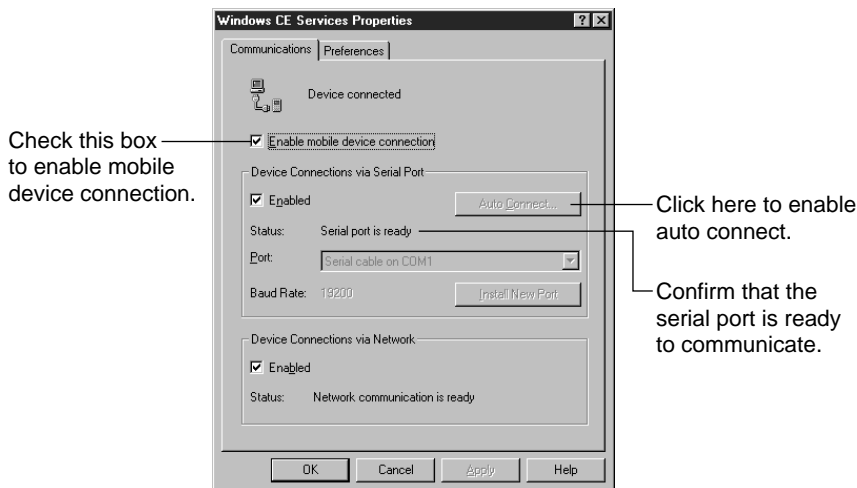 Windows CE Services Properties
Communications
Preferences
Device connected
Check this box
to enable mobile
device connection.
Enable mobile device connection
Device Connections via Serial Port
Enabled
Auto Connect...
Click here to enable
auto connect.
Status: Serial port is ready
Port: Serial cable on COM1
Baud Rate: 19200
Install New Port
Confirm that the
serial port is ready
to communicate.
Device Connections via Network
Enabled
Status: Network communication is ready
OK
Cancel
Apply
Help